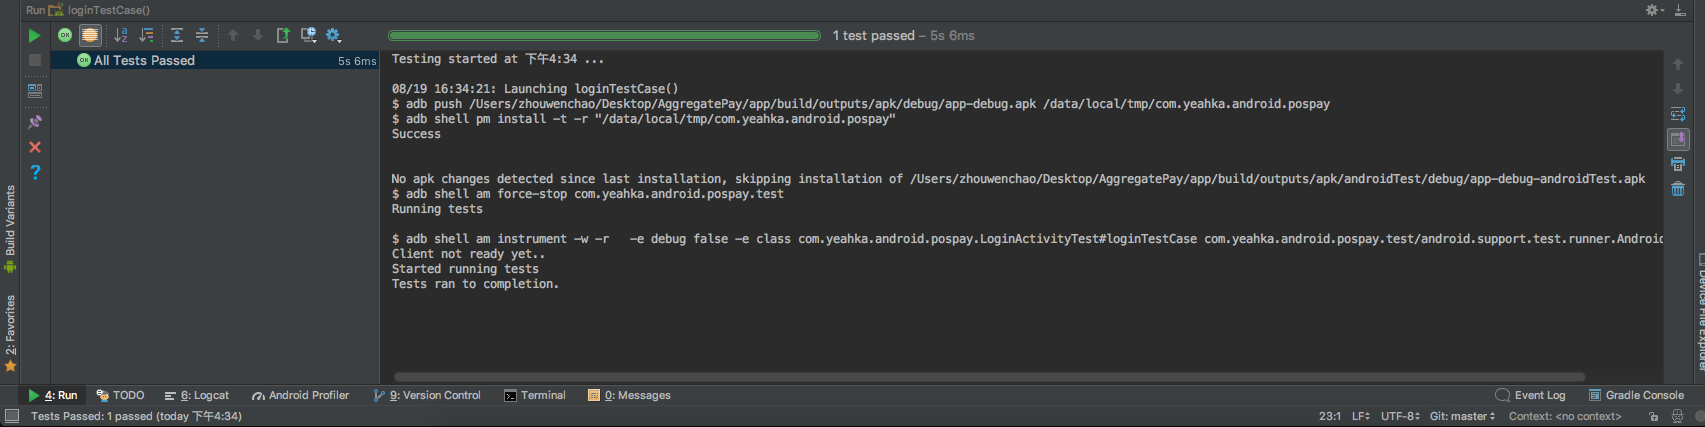 Run loginTestCase()
1 test passed – 5s 6ms
All Tests Passed 5s 6ms
Testing started at 下午4:34 ...
08/19 16:34:21: Launching loginTestCase()
$ adb push /Users/zhouwenchao/Desktop/AggregatePay/app/build/outputs/apk/debug/app-debug.apk /data/local/tmp/com.yeahka.android.pospay
$ adb shell pm install -t -r "/data/local/tmp/com.yeahka.android.pospay"
Success
No apk changes detected since last installation, skipping installation of /Users/zhouwenchao/Desktop/AggregatePay/app/build/outputs/apk/androidTest/debug/app-debug-androidTest.apk
$ adb shell am force-stop com.yeahka.android.pospay.test
Running tests
$ adb shell am instrument -w -r   -e debug false -e class com.yeahka.android.pospay.LoginActivityTest#loginTestCase com.yeahka.android.pospay.test/android.support.test.runner.Android
Client not ready yet..
Started running tests
Tests ran to completion.
Build Variants
2: Favorites
Device File Explorer
4: Run TODO 6: Logcat Android Profiler 9: Version Control Terminal 0: Messages Event Log Gradle Console
Tests Passed: 1 passed (today 下午4:34) 23:1 LF UTF-8 Git: master Context: <no context>